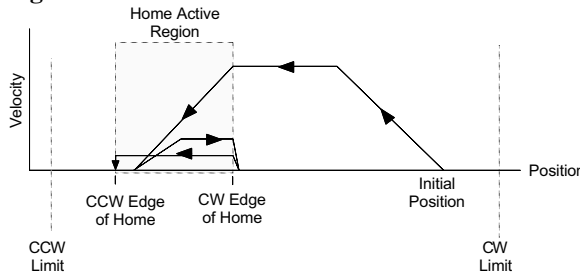 Home Active
Region
Velocity
Position
CCW Edge
of Home
CW Edge
of Home
Initial
Position
CCW
Limit
CW
Limit